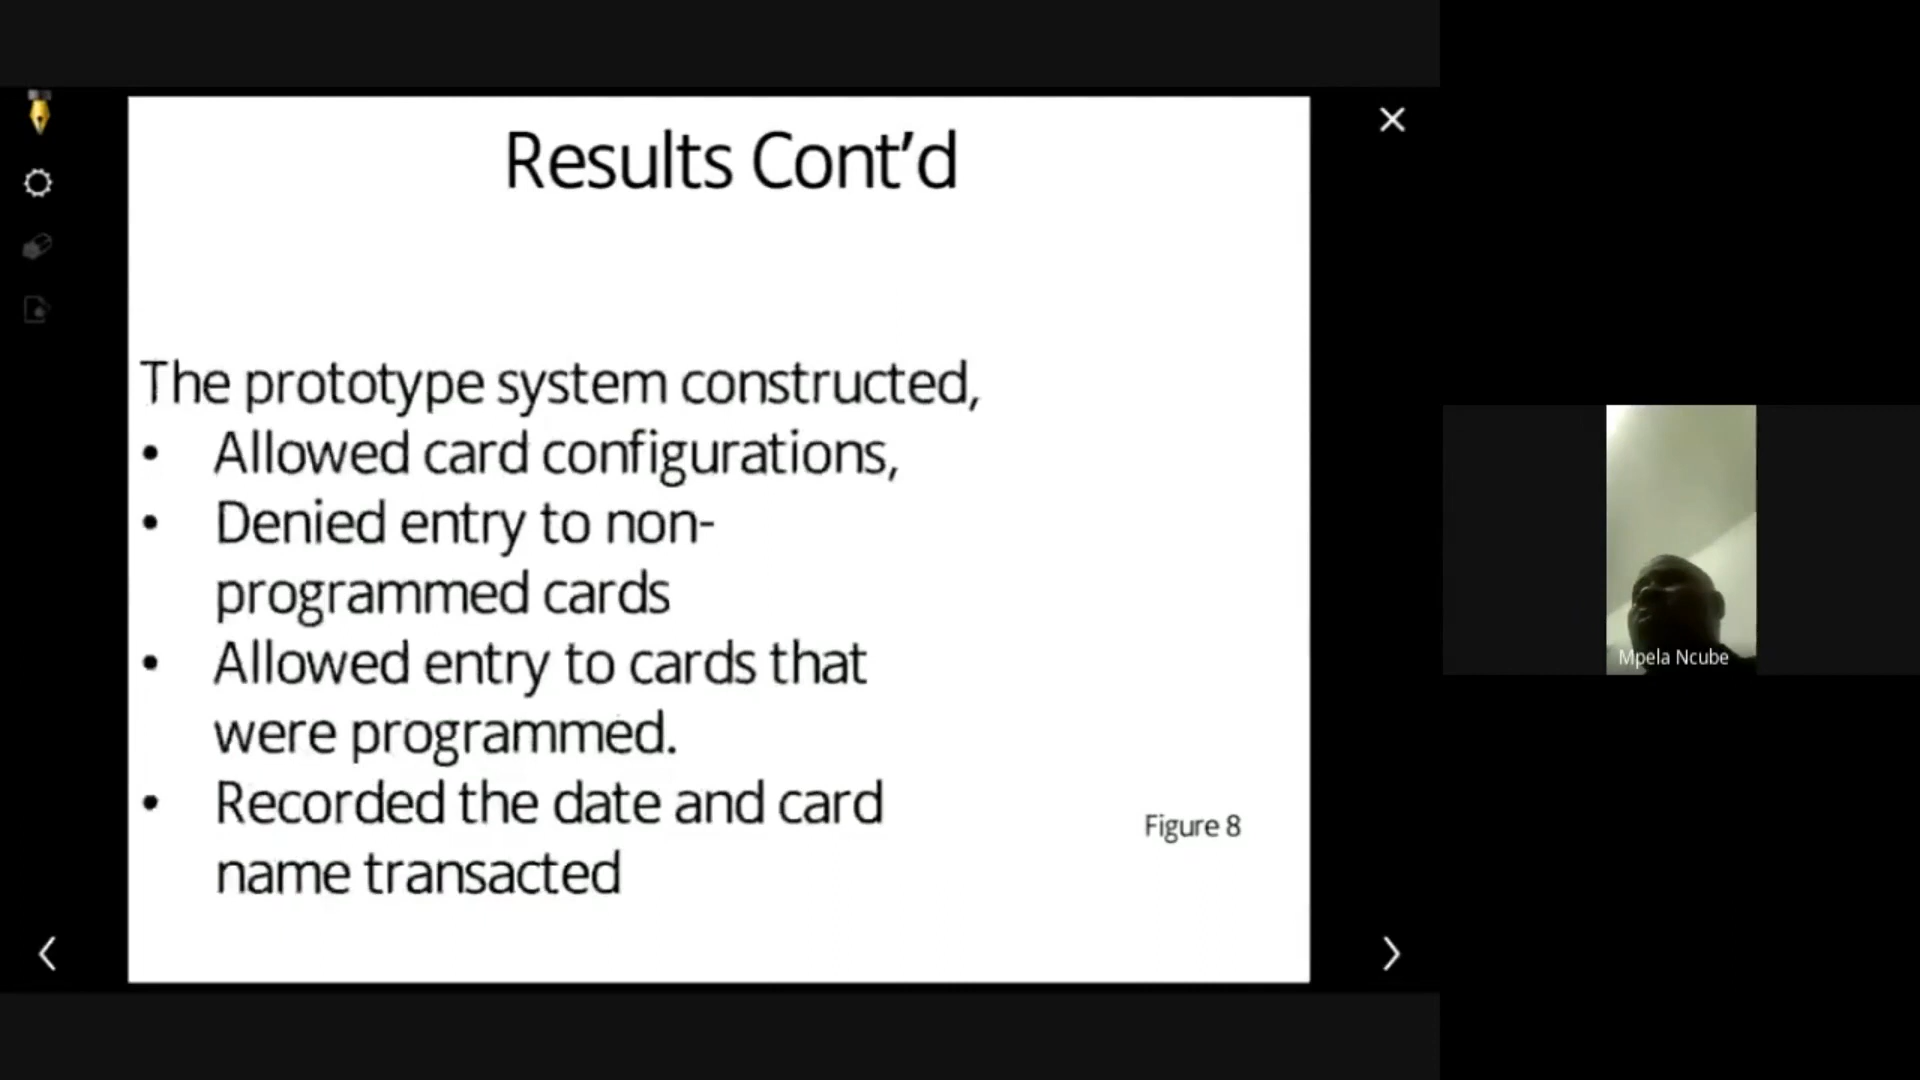 Results Cont’d
The prototype system constructed,
• Allowed card configurations,
• Denied entry to non-
programmed cards
• Allowed entry to cards that
were programmed.
• Recorded the date and card
name transacted
Figure 8
Mpela Ncube